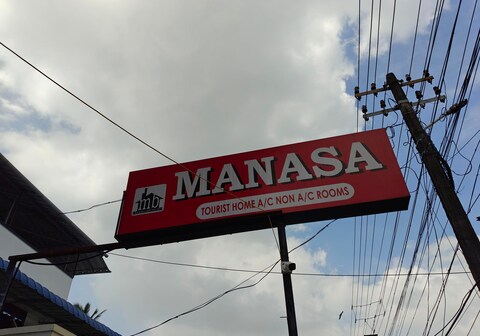 mb
MANASA
TOURIST HOME A/C NON A/C ROOMS